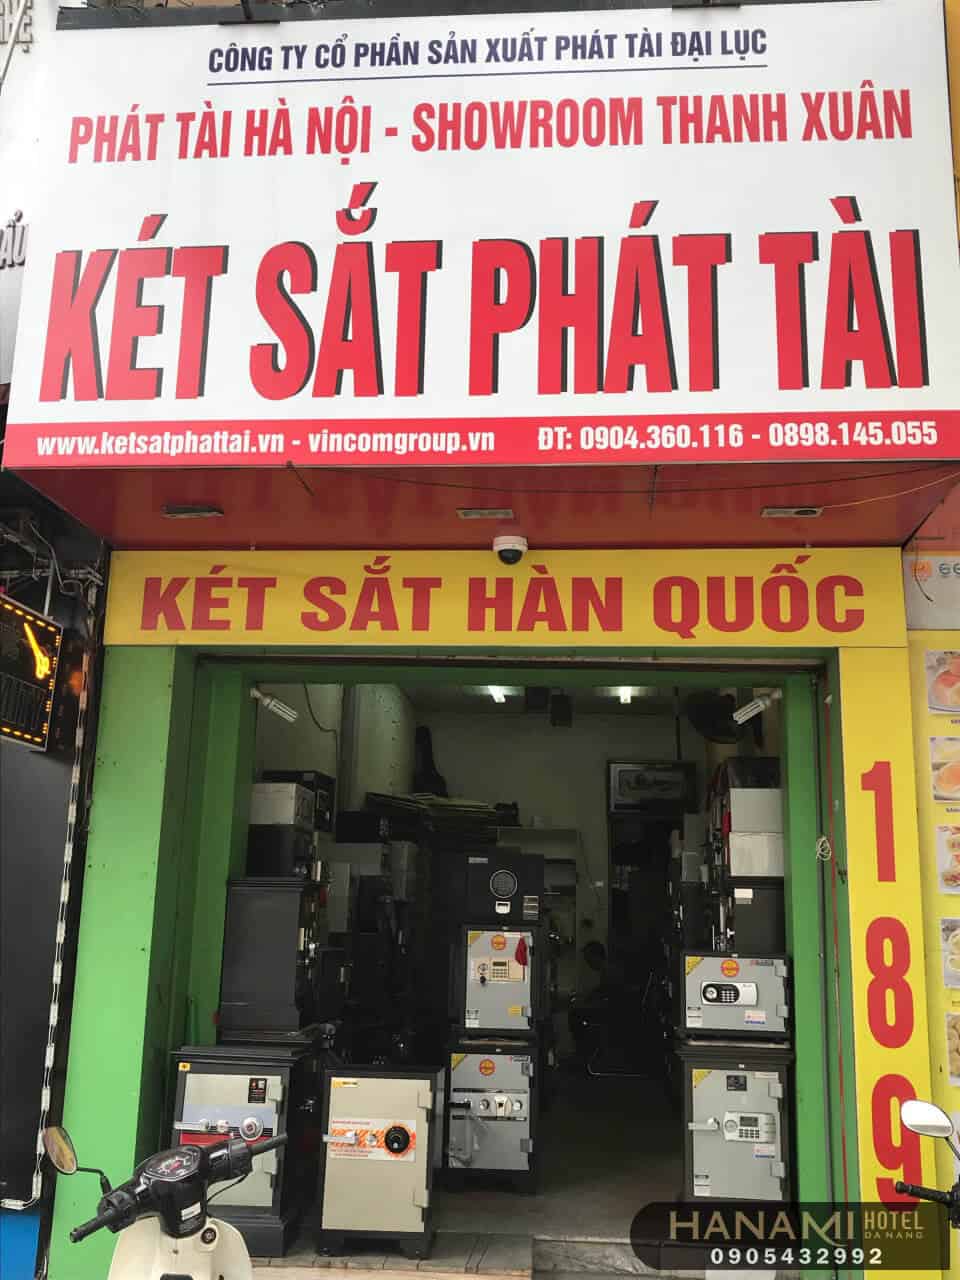 CÔNG TY CỔ PHẦN SẢN XUẤT PHÁT TÀI ĐẠI LỤC
PHÁT TÀI HÀ NỘI - SHOWROOM THANH XUÂN
KÉT SẮT PHÁT TÀI
www.ketsatphattai.vn - vincomgroup.vn ĐT: 0904.360.116 - 0898.145.055
KÉT SẮT HÀN QUỐC
189
HANAMI HOTEL
DA NANG
0905432992